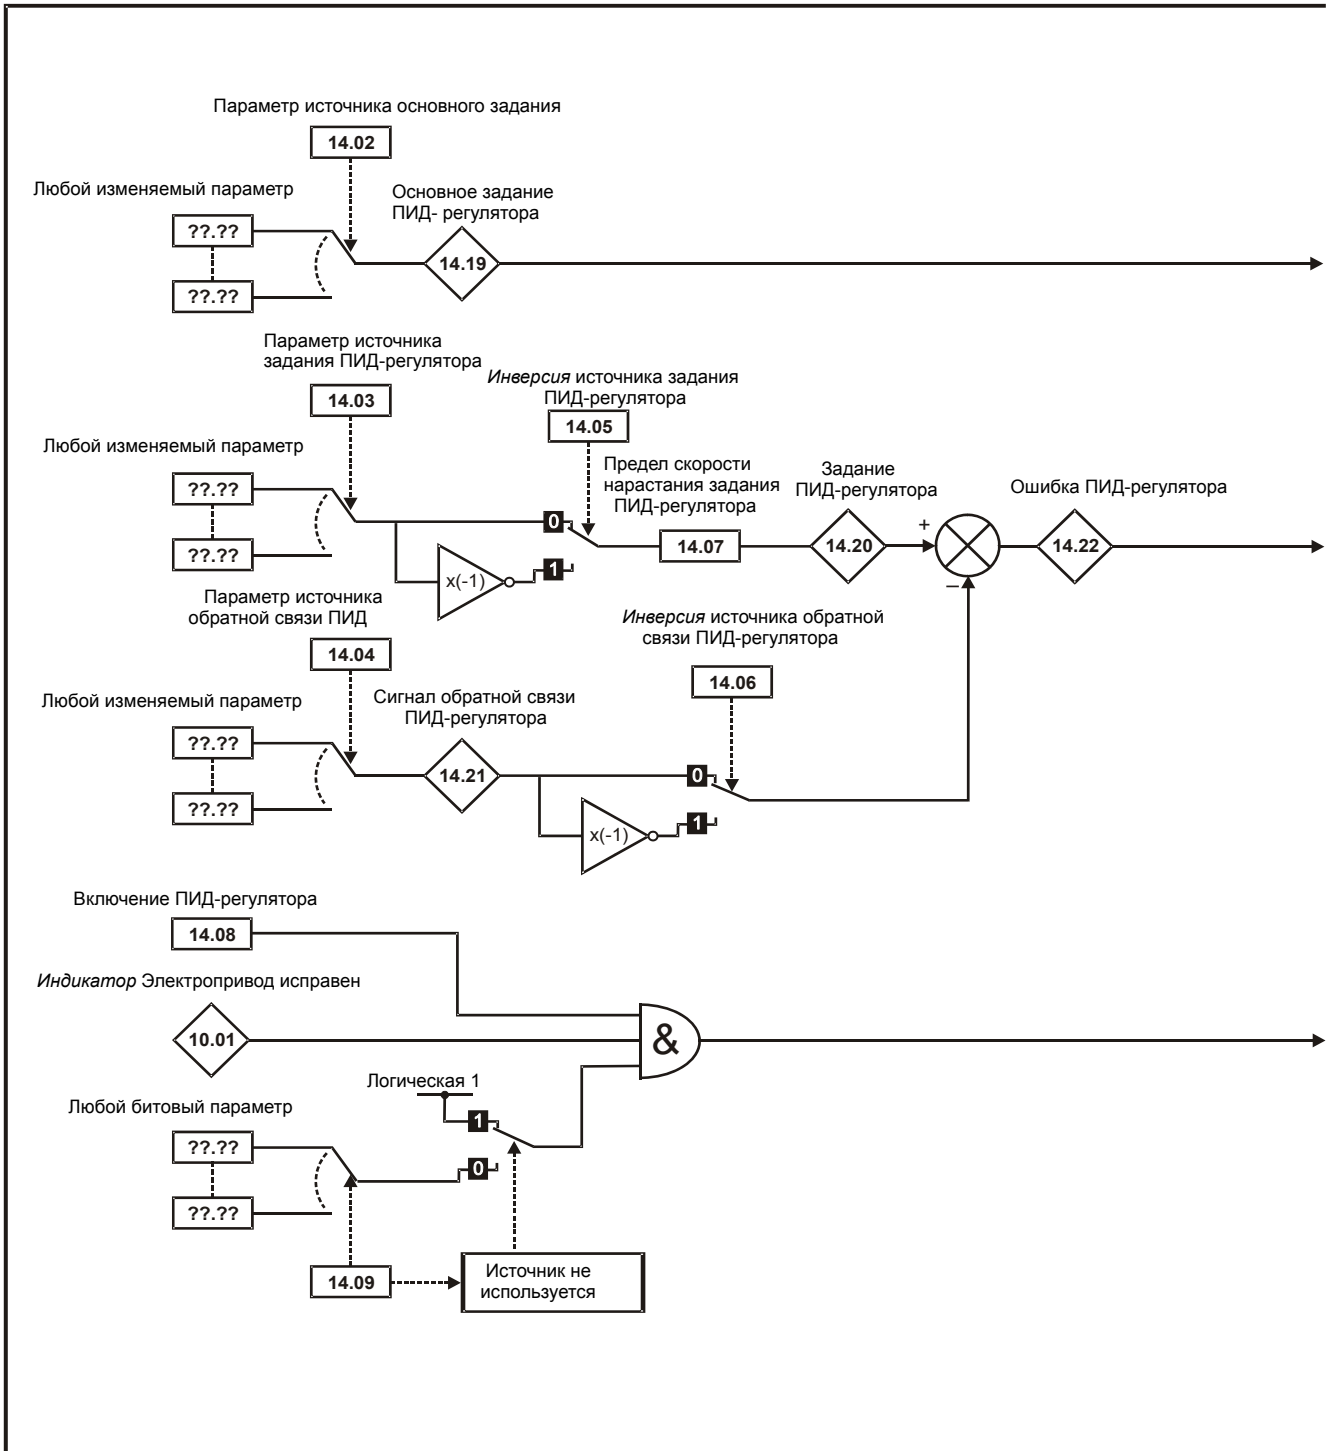 Параметр источника основного задания
14.02
Любой изменяемый параметр
Основное задание
ПИД- регулятора
??.??
14.19
??.??
Параметр источника
задания ПИД-регулятора
Инверсия источника задания
ПИД-регулятора
14.03
14.05
Любой изменяемый параметр
Предел скорости
нарастания задания
ПИД-регулятора
Задание
ПИД-регулятора
Ошибка ПИД-регулятора
??.??
0
+
14.07
14.20
14.22
??.??
1
x(-1)
–
Параметр источника
обратной связи ПИД
Инверсия источника обратной
связи ПИД-регулятора
14.04
14.06
Любой изменяемый параметр
Сигнал обратной связи
ПИД-регулятора
??.??
14.21
0
??.??
1
x(-1)
Включение ПИД-регулятора
14.08
Индикатор Электропривод исправен
10.01
&
Логическая 1
Любой битовый параметр
1
??.??
0
??.??
14.09
Источник не
используется